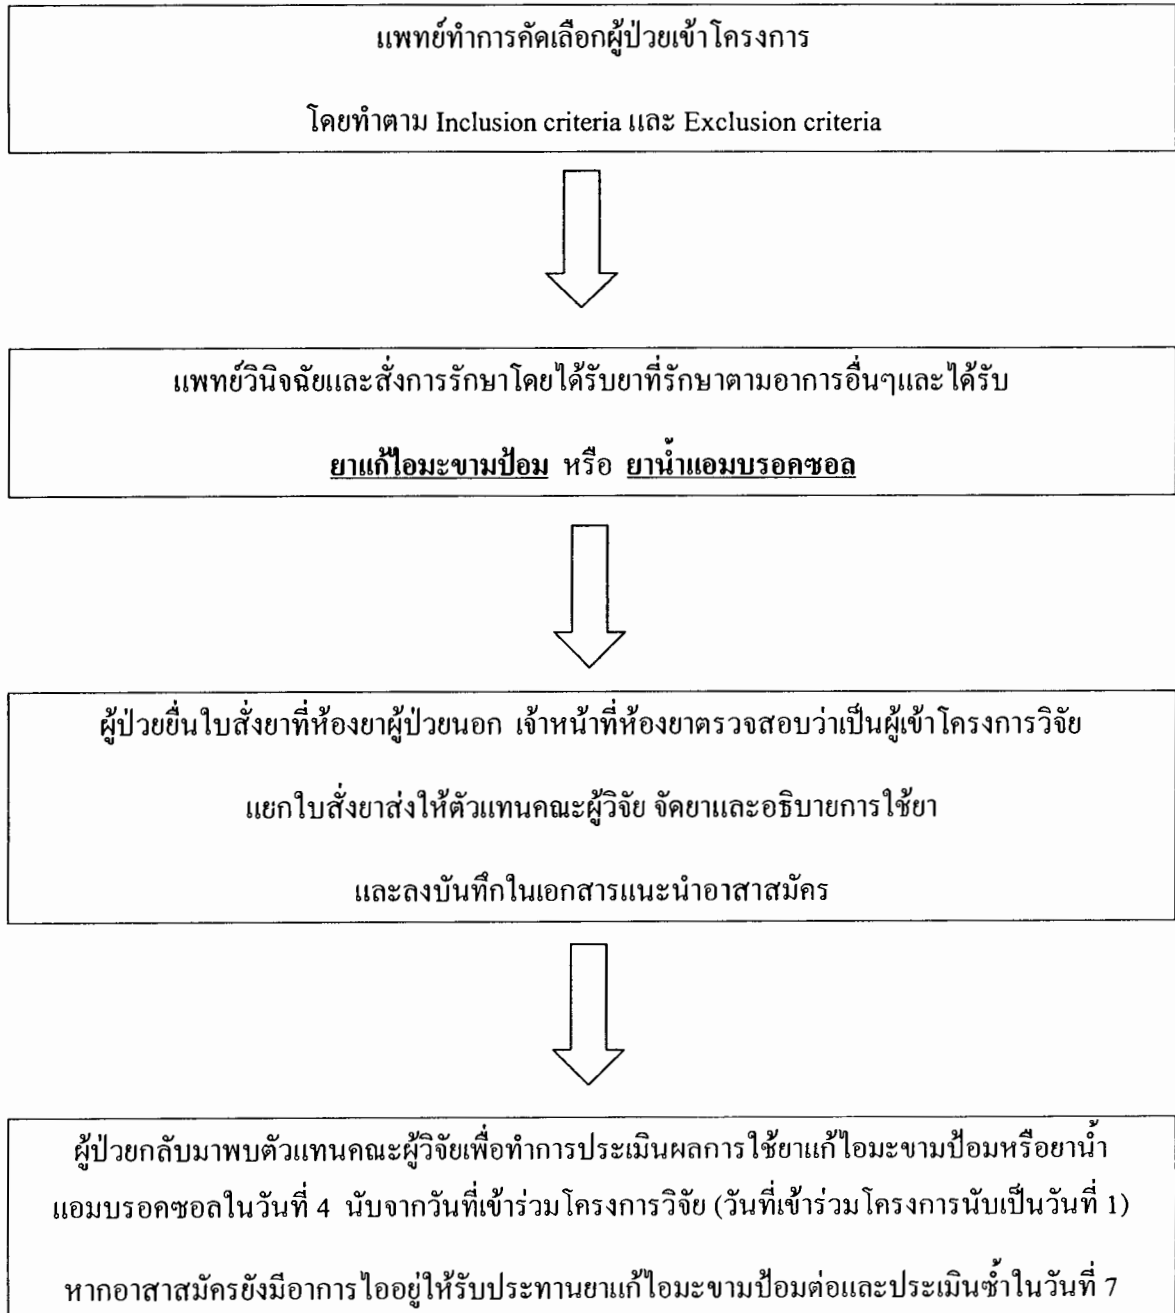 แพทย์ทำการคัดเลือกผู้ป่วยเข้าโครงการ
โดยทำตาม Inclusion criteria และ Exclusion criteria
แพทย์วินิจฉัยและสั่งการรักษาโดยได้รับยาที่รักษาตามอาการอื่นๆและได้รับ
ยาแก้ไอมะขามป้อม หรือ ยาน้ำแอมบรอคซอล
ผู้ป่วยยื่นใบสั่งยาที่ห้องยาผู้ป่วยนอก เจ้าหน้าที่ห้องยาตรวจสอบว่าเป็นผู้เข้าโครงการวิจัย
แยกใบสั่งยาส่งให้ตัวแทนคณะผู้วิจัย จัดยาและอธิบายการใช้ยา
และลงบันทึกในเอกสารแนะนำอาสาสมัคร
ผู้ป่วยกลับมาพบตัวแทนคณะผู้วิจัยเพื่อทำการประเมินผลการใช้ยาแก้ไอมะขามป้อมหรือยาน้ำ
แอมบรอคซอลในวันที่ 4 นับจากวันที่เข้าร่วมโครงการวิจัย (วันที่เข้าร่วมโครงการนับเป็นวันที่ 1)
หากอาสาสมัครยังมีอาการไออยู่ให้รับประทานยาแก้ไอมะขามป้อมต่อและประเมินซ้ำในวันที่ 7